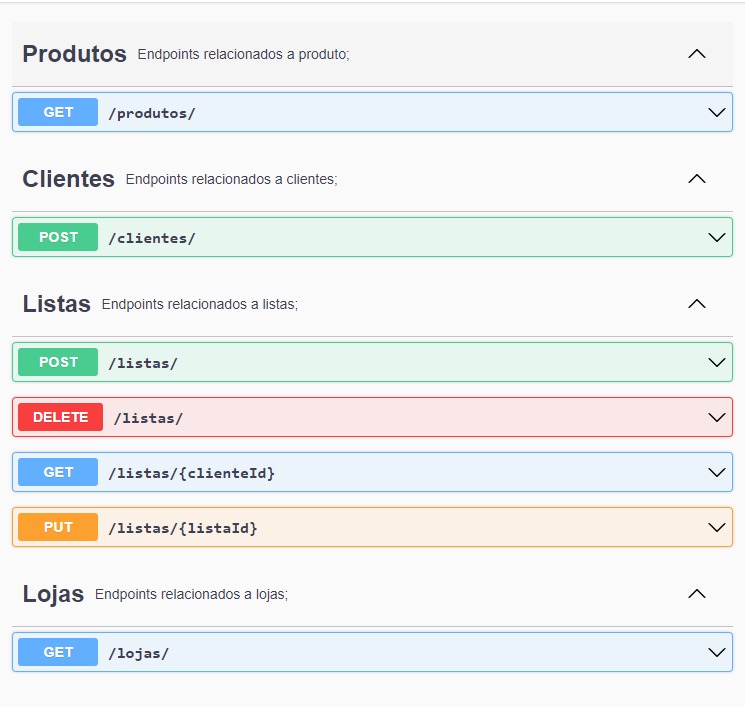 Produtos Endpoints relacionados a produto;
GET /produtos/
Clientes Endpoints relacionados a clientes;
POST /clientes/
Listas Endpoints relacionados a listas;
POST /listas/
DELETE /listas/
GET /listas/{clienteId}
PUT /listas/{listaId}
Lojas Endpoints relacionados a lojas;
GET /lojas/